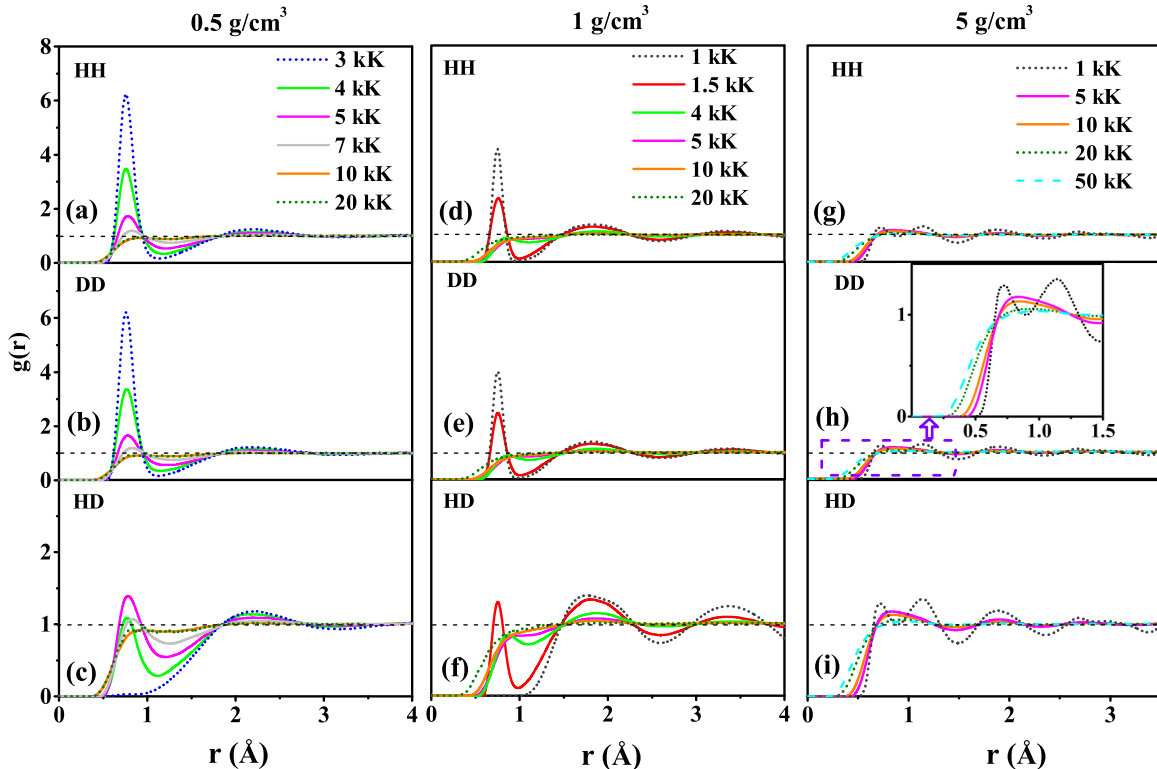 0.5 g/cm³
1 g/cm³
5 g/cm³
8
6
4
2
0
HH
3 kK
4 kK
5 kK
7 kK
10 kK
20 kK
(a)
HH
1 kK
1.5 kK
4 kK
5 kK
10 kK
20 kK
(d)
HH
1 kK
5 kK
10 kK
20 kK
50 kK
(g)
g(r)
6
4
2
0
DD
(b)
DD
(e)
DD
1
0
0.5
1.0
1.5
(h)
2
1
0
HD
(c)
HD
(f)
HD
(i)
0
1
2
3
4
0
1
2
3
4
0
1
2
3
r (Å)
r (Å)
r (Å)